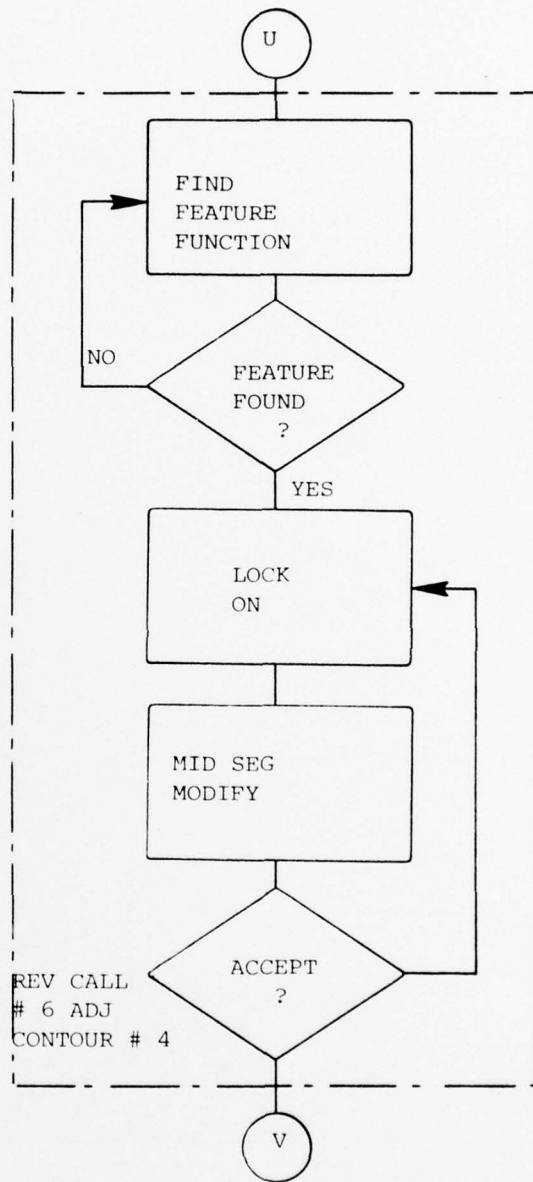 U
FIND
FEATURE
FUNCTION
NO
FEATURE
FOUND
?
YES
LOCK
ON
MID SEG
MODIFY
ACCEPT
?
REV CALL
# 6 ADJ
CONTOUR # 4
V